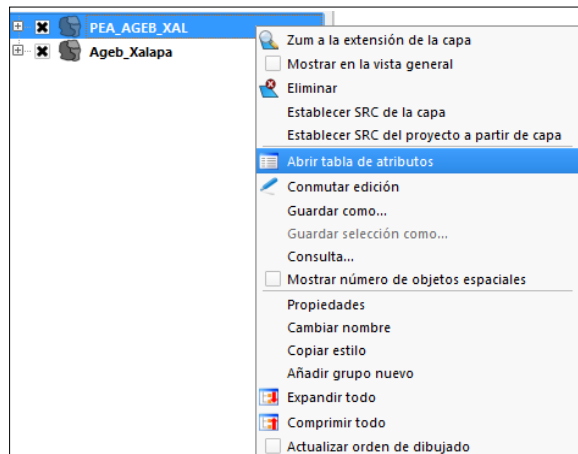 PEA_AGEB_XAL
Ageb_Xalapa
Zum a la extensión de la capa
Mostrar en la vista general
Eliminar
Establecer SRC de la capa
Establecer SRC del proyecto a partir de capa
Abrir tabla de atributos
Conmutar edición
Guardar como...
Guardar selección como...
Consulta...
Mostrar número de objetos espaciales
Propiedades
Cambiar nombre
Copiar estilo
Añadir grupo nuevo
Expandir todo
Comprimir todo
Actualizar orden de dibujado